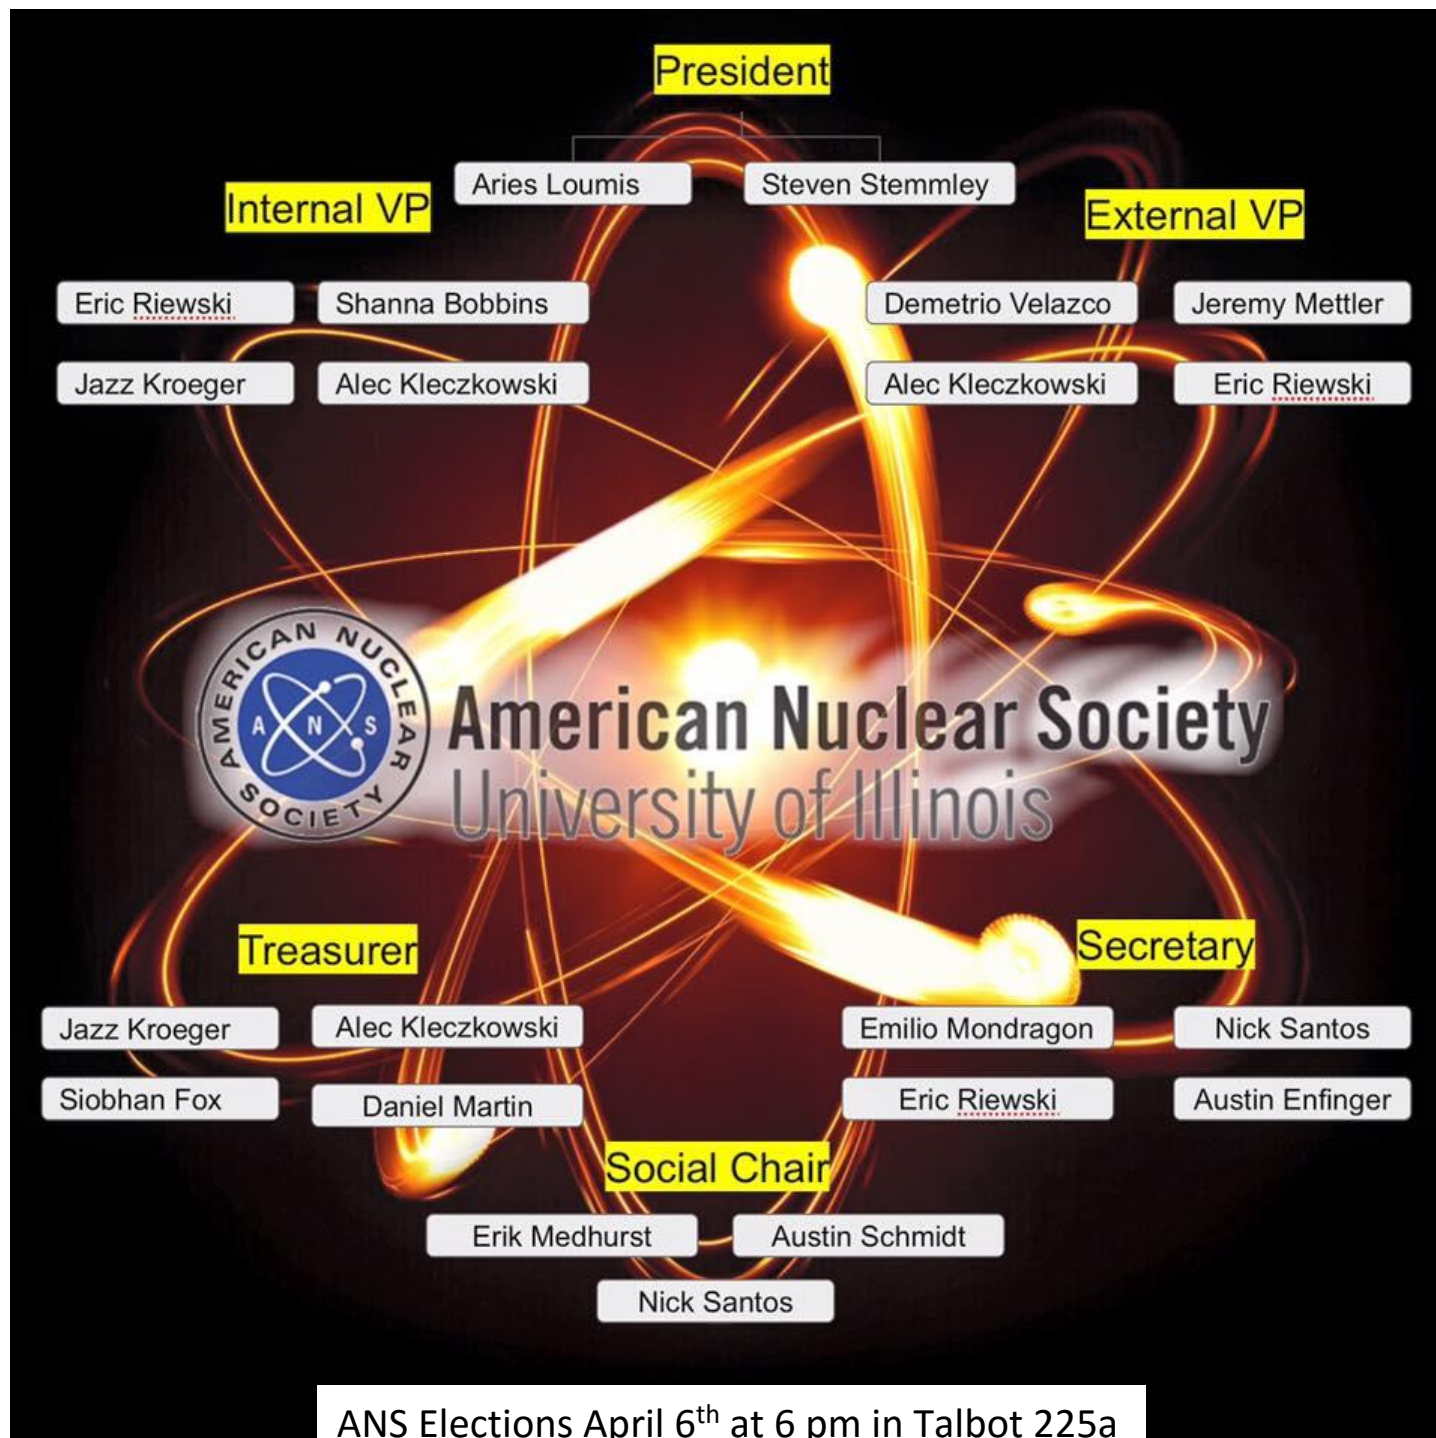 President
Aries Loumis
Steven Stemmley
Internal VP
Eric Riewski
Shanna Bobbins
Jazz Kroeger
Alec Kleczkowski
External VP
Demetrio Velazco
Jeremy Mettler
Alec Kleczkowski
Eric Riewski
AMERICAN NUCLEAR SOCIETY
A N S
American Nuclear Society
University of Illinois
Treasurer
Jazz Kroeger
Alec Kleczkowski
Siobhan Fox
Daniel Martin
Secretary
Emilio Mondragon
Nick Santos
Eric Riewski
Austin Enfinger
Social Chair
Erik Medhurst
Austin Schmidt
Nick Santos
ANS Elections April 6th at 6 pm in Talbot 225a